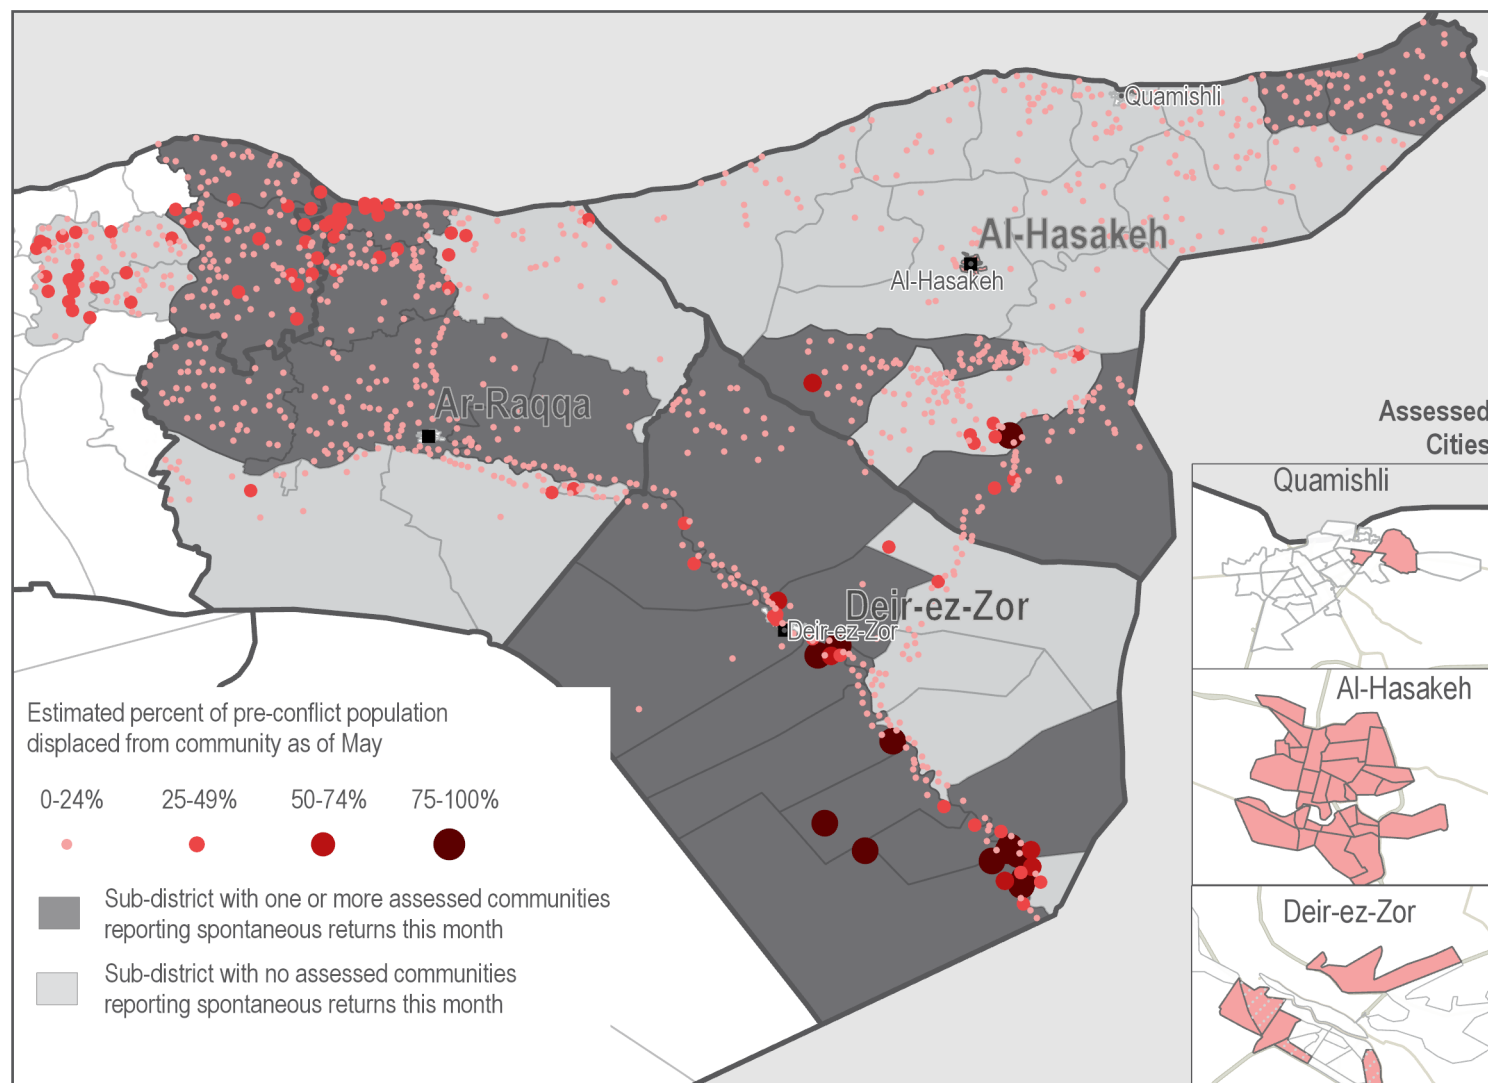 Quamishli
Al-Hasakeh
Al-Hasakeh
Ar-Raqqa
Deir-ez-Zor
Deir-ez-Zor
Assessed
Cities
Quamishli
Al-Hasakeh
Deir-ez-Zor
Estimated percent of pre-conflict population
displaced from community as of May
0-24% 25-49% 50-74% 75-100%
Sub-district with one or more assessed communities
reporting spontaneous returns this month
Sub-district with no assessed communities
reporting spontaneous returns this month